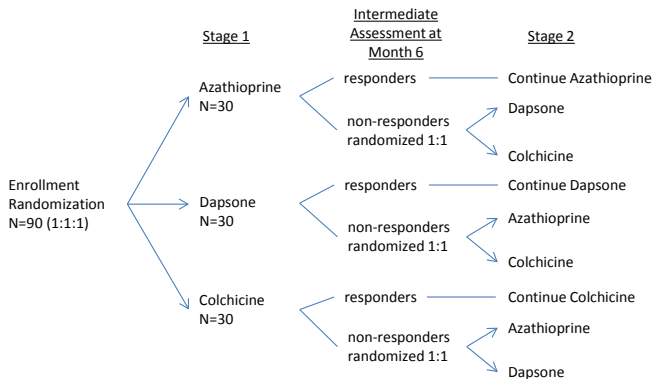 Stage 1
Intermediate
Assessment at
Month 6
Stage 2
Enrollment
Randomization
N=90 (1:1:1)
Azathioprine
N=30
responders
Continue Azathioprine
non-responders
randomized 1:1
Dapsone
Colchicine
Dapsone
N=30
responders
Continue Dapsone
non-responders
randomized 1:1
Azathioprine
Colchicine
Colchicine
N=30
responders
Continue Colchicine
non-responders
randomized 1:1
Azathioprine
Dapsone